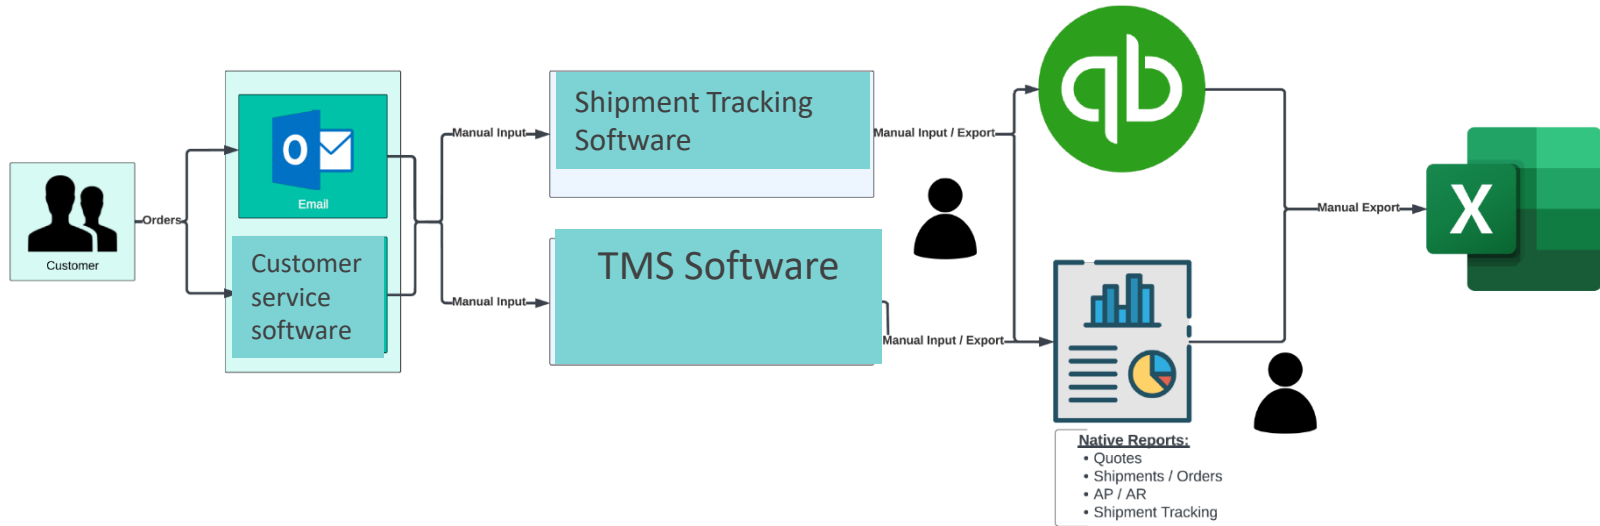 Customer
Orders
O
Email
Customer
service
software
Manual Input
Manual Input
Shipment Tracking
Software
TMS Software
Manual Input / Export
Manual Input / Export
qb
Native Reports:
• Quotes
• Shipments / Orders
• AP / AR
• Shipment Tracking
Manual Export
X